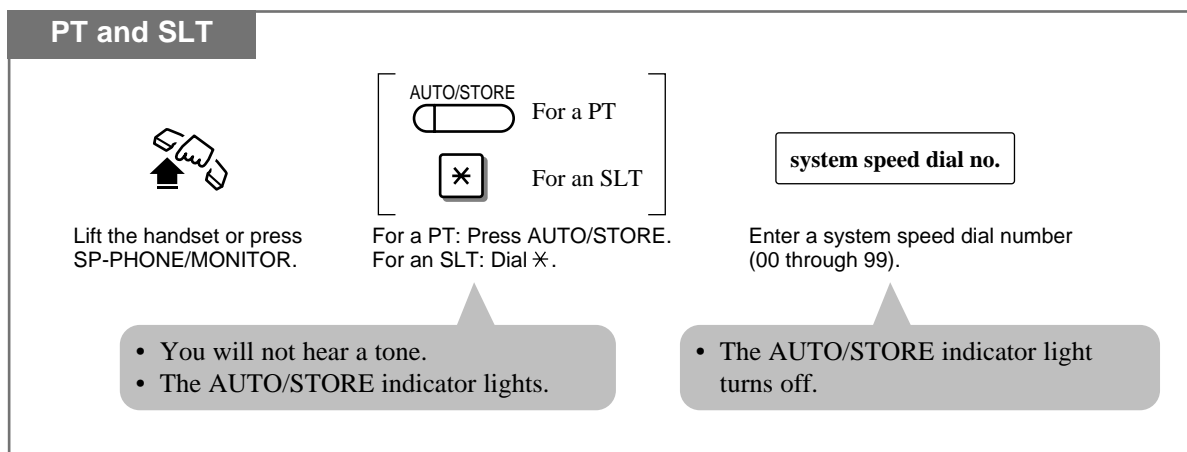 PT and SLT
AUTO/STORE
For a PT
For an SLT
system speed dial no.
Lift the handset or press
SP-PHONE/MONITOR.
For a PT: Press AUTO/STORE.
For an SLT: Dial ✳.
Enter a system speed dial number
(00 through 99).
• You will not hear a tone.
• The AUTO/STORE indicator lights.
• The AUTO/STORE indicator light
turns off.